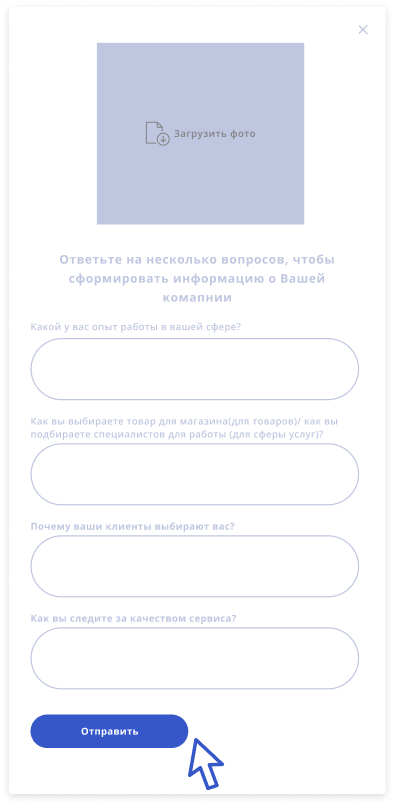 Загрузить фото
Ответьте на несколько вопросов, чтобы
сформировать информацию о Вашей
комапнии
Какой у вас опыт работы в вашей сфере?
Как вы выбираете товар для магазина(для товаров)/ как вы
подбираете специалистов для работы (для сферы услуг)?
Почему ваши клиенты выбирают вас?
Как вы следите за качеством сервиса?
Отправить